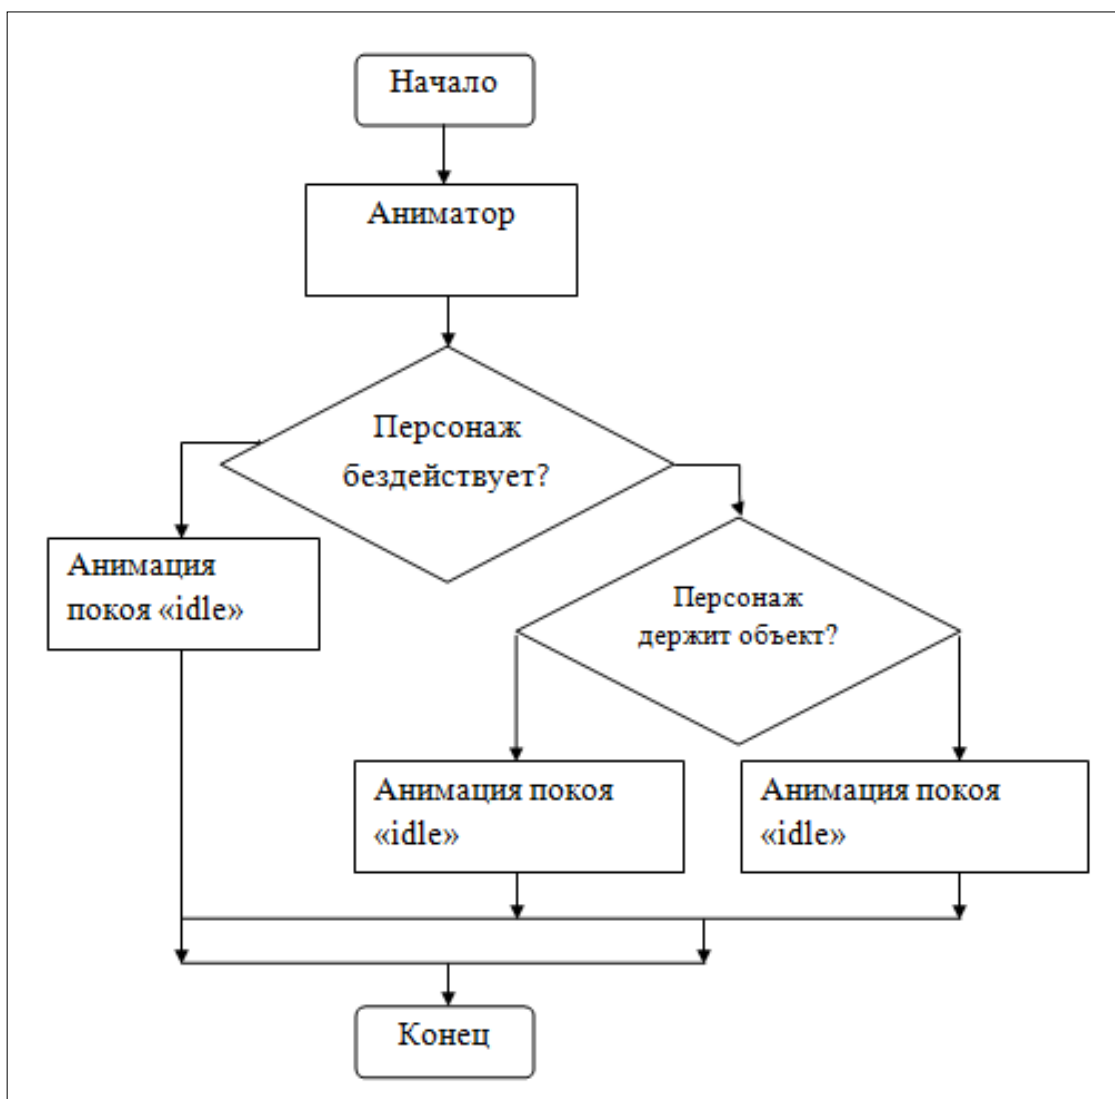 Начало
Аниматор
Персонаж
бездействует?
Анимация
покоя «idle»
Персонаж
держит объект?
Анимация покоя
«idle»
Анимация покоя
«idle»
Конец